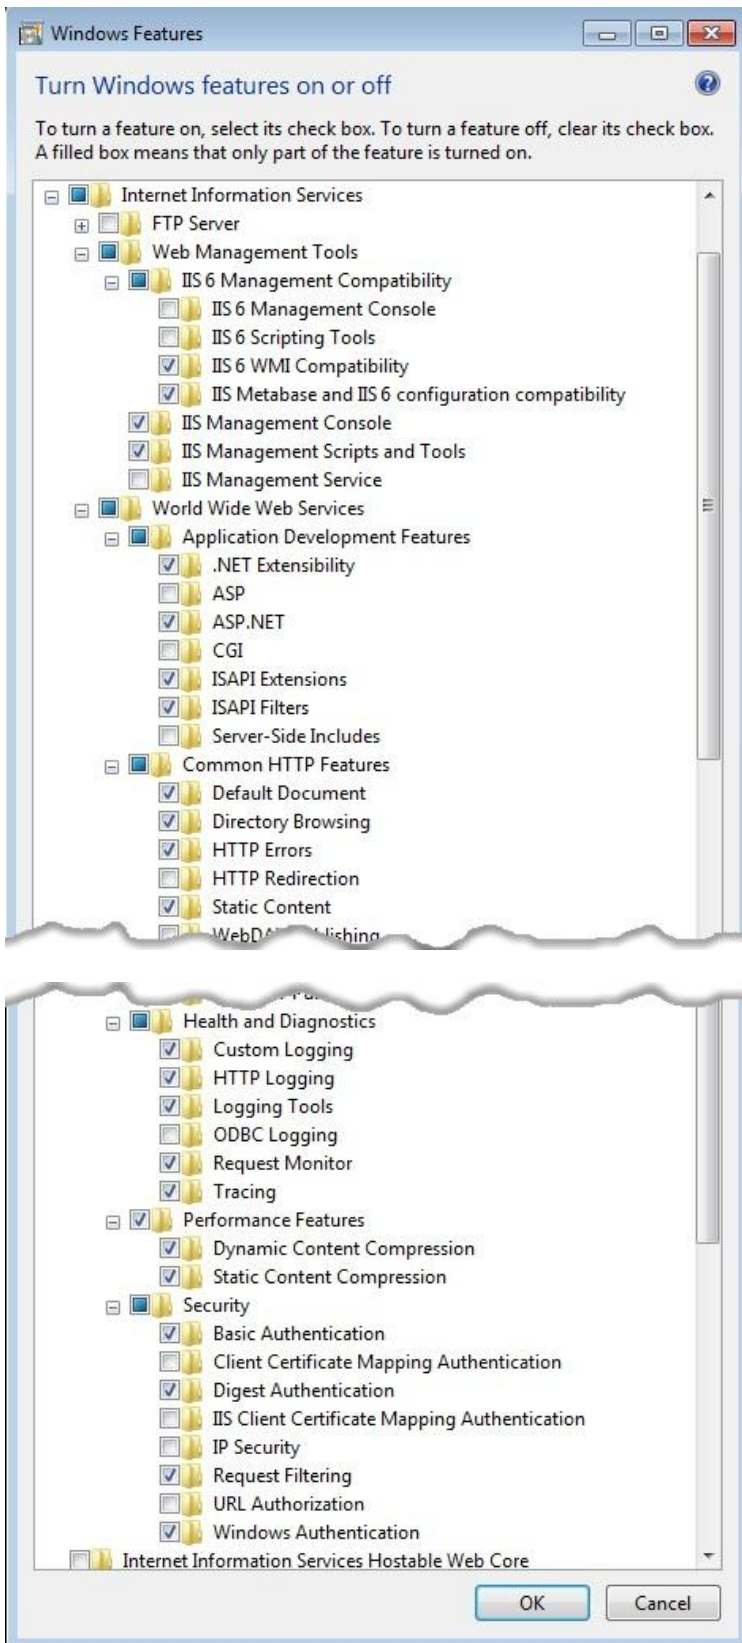 Windows Features
Turn Windows features on or off
To turn a feature on, select its check box. To turn a feature off, clear its check box.
A filled box means that only part of the feature is turned on.
Internet Information Services
FTP Server
Web Management Tools
IIS 6 Management Compatibility
IIS 6 Management Console
IIS 6 Scripting Tools
IIS 6 WMI Compatibility
IIS Metabase and IIS 6 configuration compatibility
IIS Management Console
IIS Management Scripts and Tools
IIS Management Service
World Wide Web Services
Application Development Features
.NET Extensibility
ASP
ASP.NET
CGI
ISAPI Extensions
ISAPI Filters
Server-Side Includes
Common HTTP Features
Default Document
Directory Browsing
HTTP Errors
HTTP Redirection
Static Content
Health and Diagnostics
Custom Logging
HTTP Logging
Logging Tools
ODBC Logging
Request Monitor
Tracing
Performance Features
Dynamic Content Compression
Static Content Compression
Security
Basic Authentication
Client Certificate Mapping Authentication
Digest Authentication
IIS Client Certificate Mapping Authentication
IP Security
Request Filtering
URL Authorization
Windows Authentication
Internet Information Services Hostable Web Core
OK
Cancel